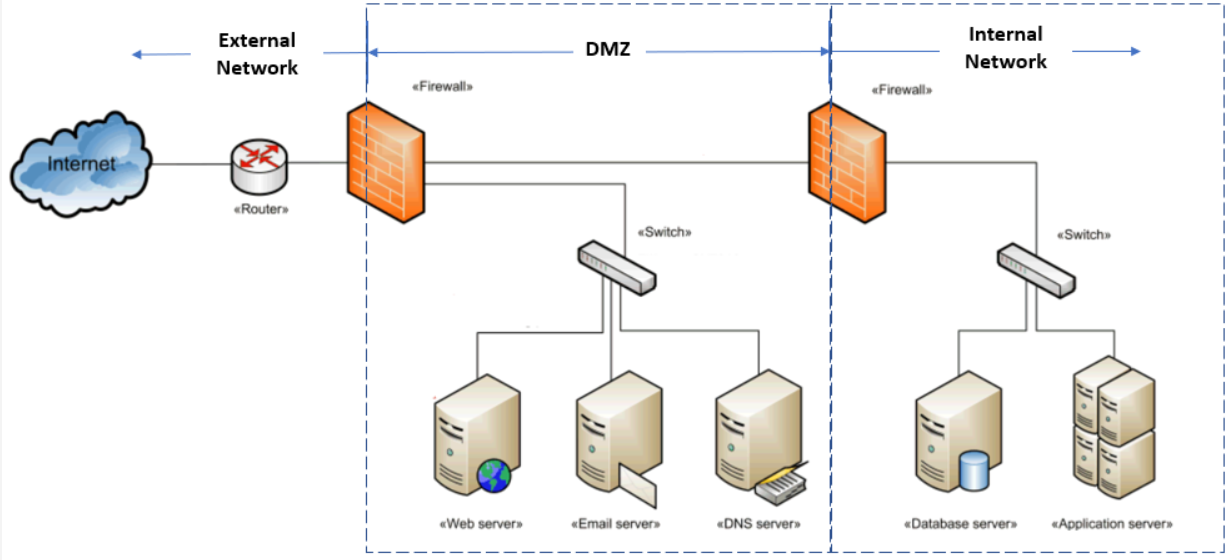 External
Network
DMZ
Internal
Network
«Firewall»
«Firewall»
Internet
«Router»
«Switch»
«Switch»
«Web server»
«Email server»
«DNS server»
«Database server»
«Application server»